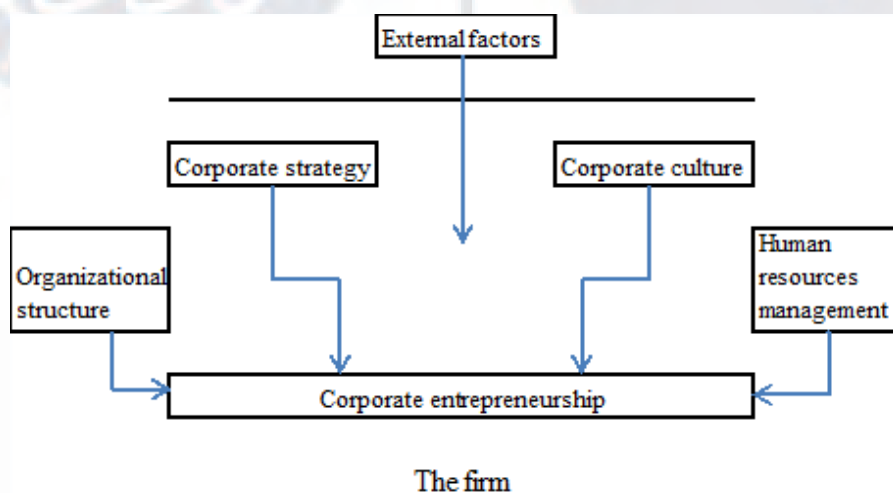 External factors
Corporate strategy
Corporate culture
Organizational
structure
Human
resources
management
Corporate entrepreneurship
The firm